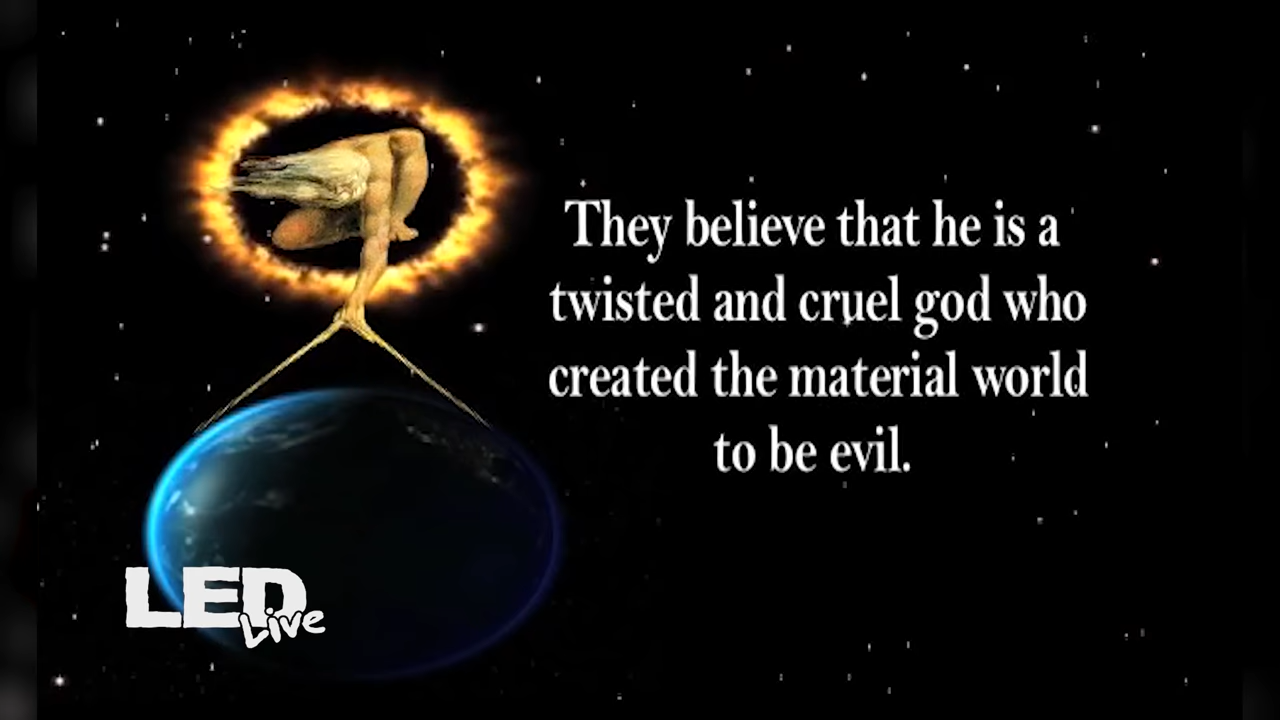 They believe that he is a
twisted and cruel god who
created the material world
to be evil.
LED
Live